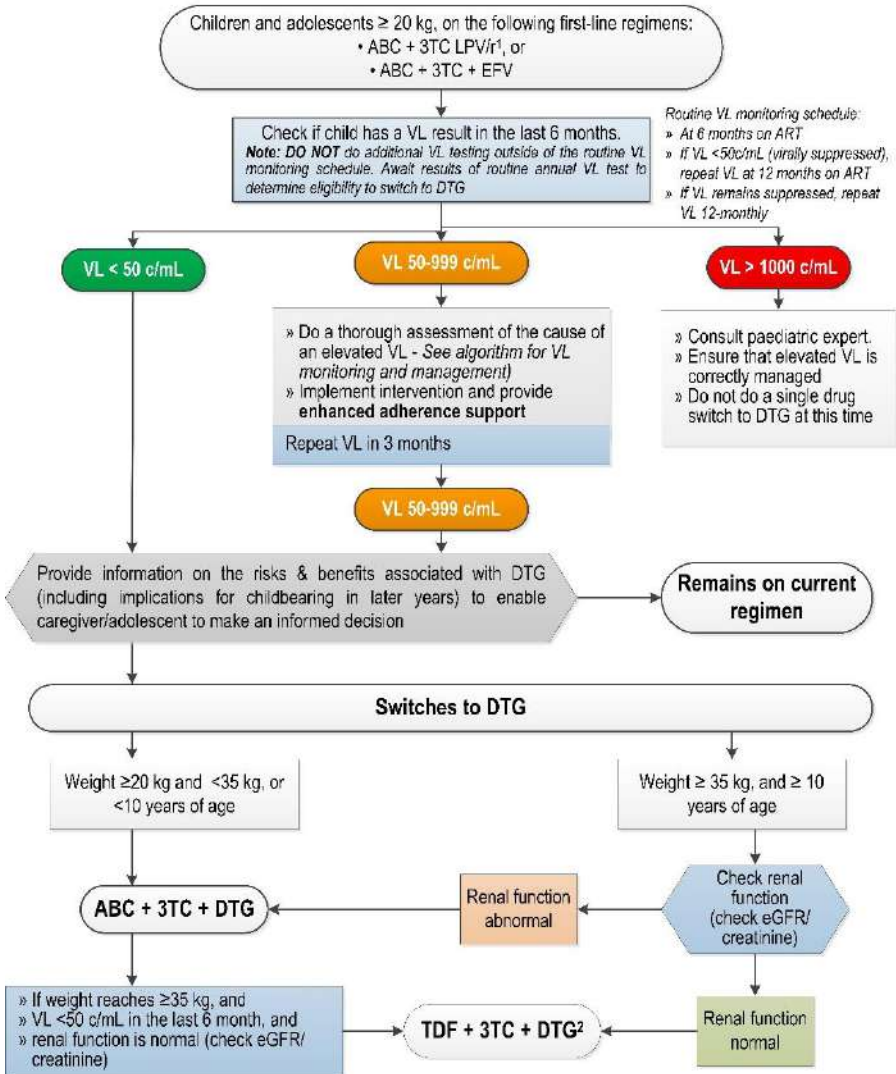 Children and adolescents ≥ 20 kg, on the following first-line regimens:
• ABC + 3TC LPV/r¹, or
• ABC + 3TC + EFV
Check if child has a VL result in the last 6 months.
Note: DO NOT do additional VL testing outside of the routine VL
monitoring schedule. Await results of routine annual VL test to
determine eligibility to switch to DTG
Routine VL monitoring schedule:
» At 6 months on ART
» If VL <50c/mL (virally suppressed),
repeat VL at 12 months on ART
» If VL remains suppressed, repeat
VL 12-monthly
VL < 50 c/mL
VL 50-999 c/mL
VL > 1000 c/mL
» Do a thorough assessment of the cause of
an elevated VL - See algorithm for VL
monitoring and management)
» Implement intervention and provide
enhanced adherence support
Repeat VL in 3 months
» Consult paediatric expert.
» Ensure that elevated VL is
correctly managed
» Do not do a single drug
switch to DTG at this time
VL 50-999 c/mL
Provide information on the risks & benefits associated with DTG
(including implications for childbearing in later years) to enable
caregiver/adolescent to make an informed decision
Remains on current
regimen
Switches to DTG
Weight ≥20 kg and <35 kg, or
<10 years of age
Weight ≥ 35 kg, and ≥ 10
years of age
ABC + 3TC + DTG
Renal function
abnormal
Check renal
function
(check eGFR/
creatinine)
» If weight reaches ≥35 kg, and
» VL <50 c/mL in the last 6 month, and
» renal function is normal (check eGFR/
creatinine)
TDF + 3TC + DTG²
Renal function
normal